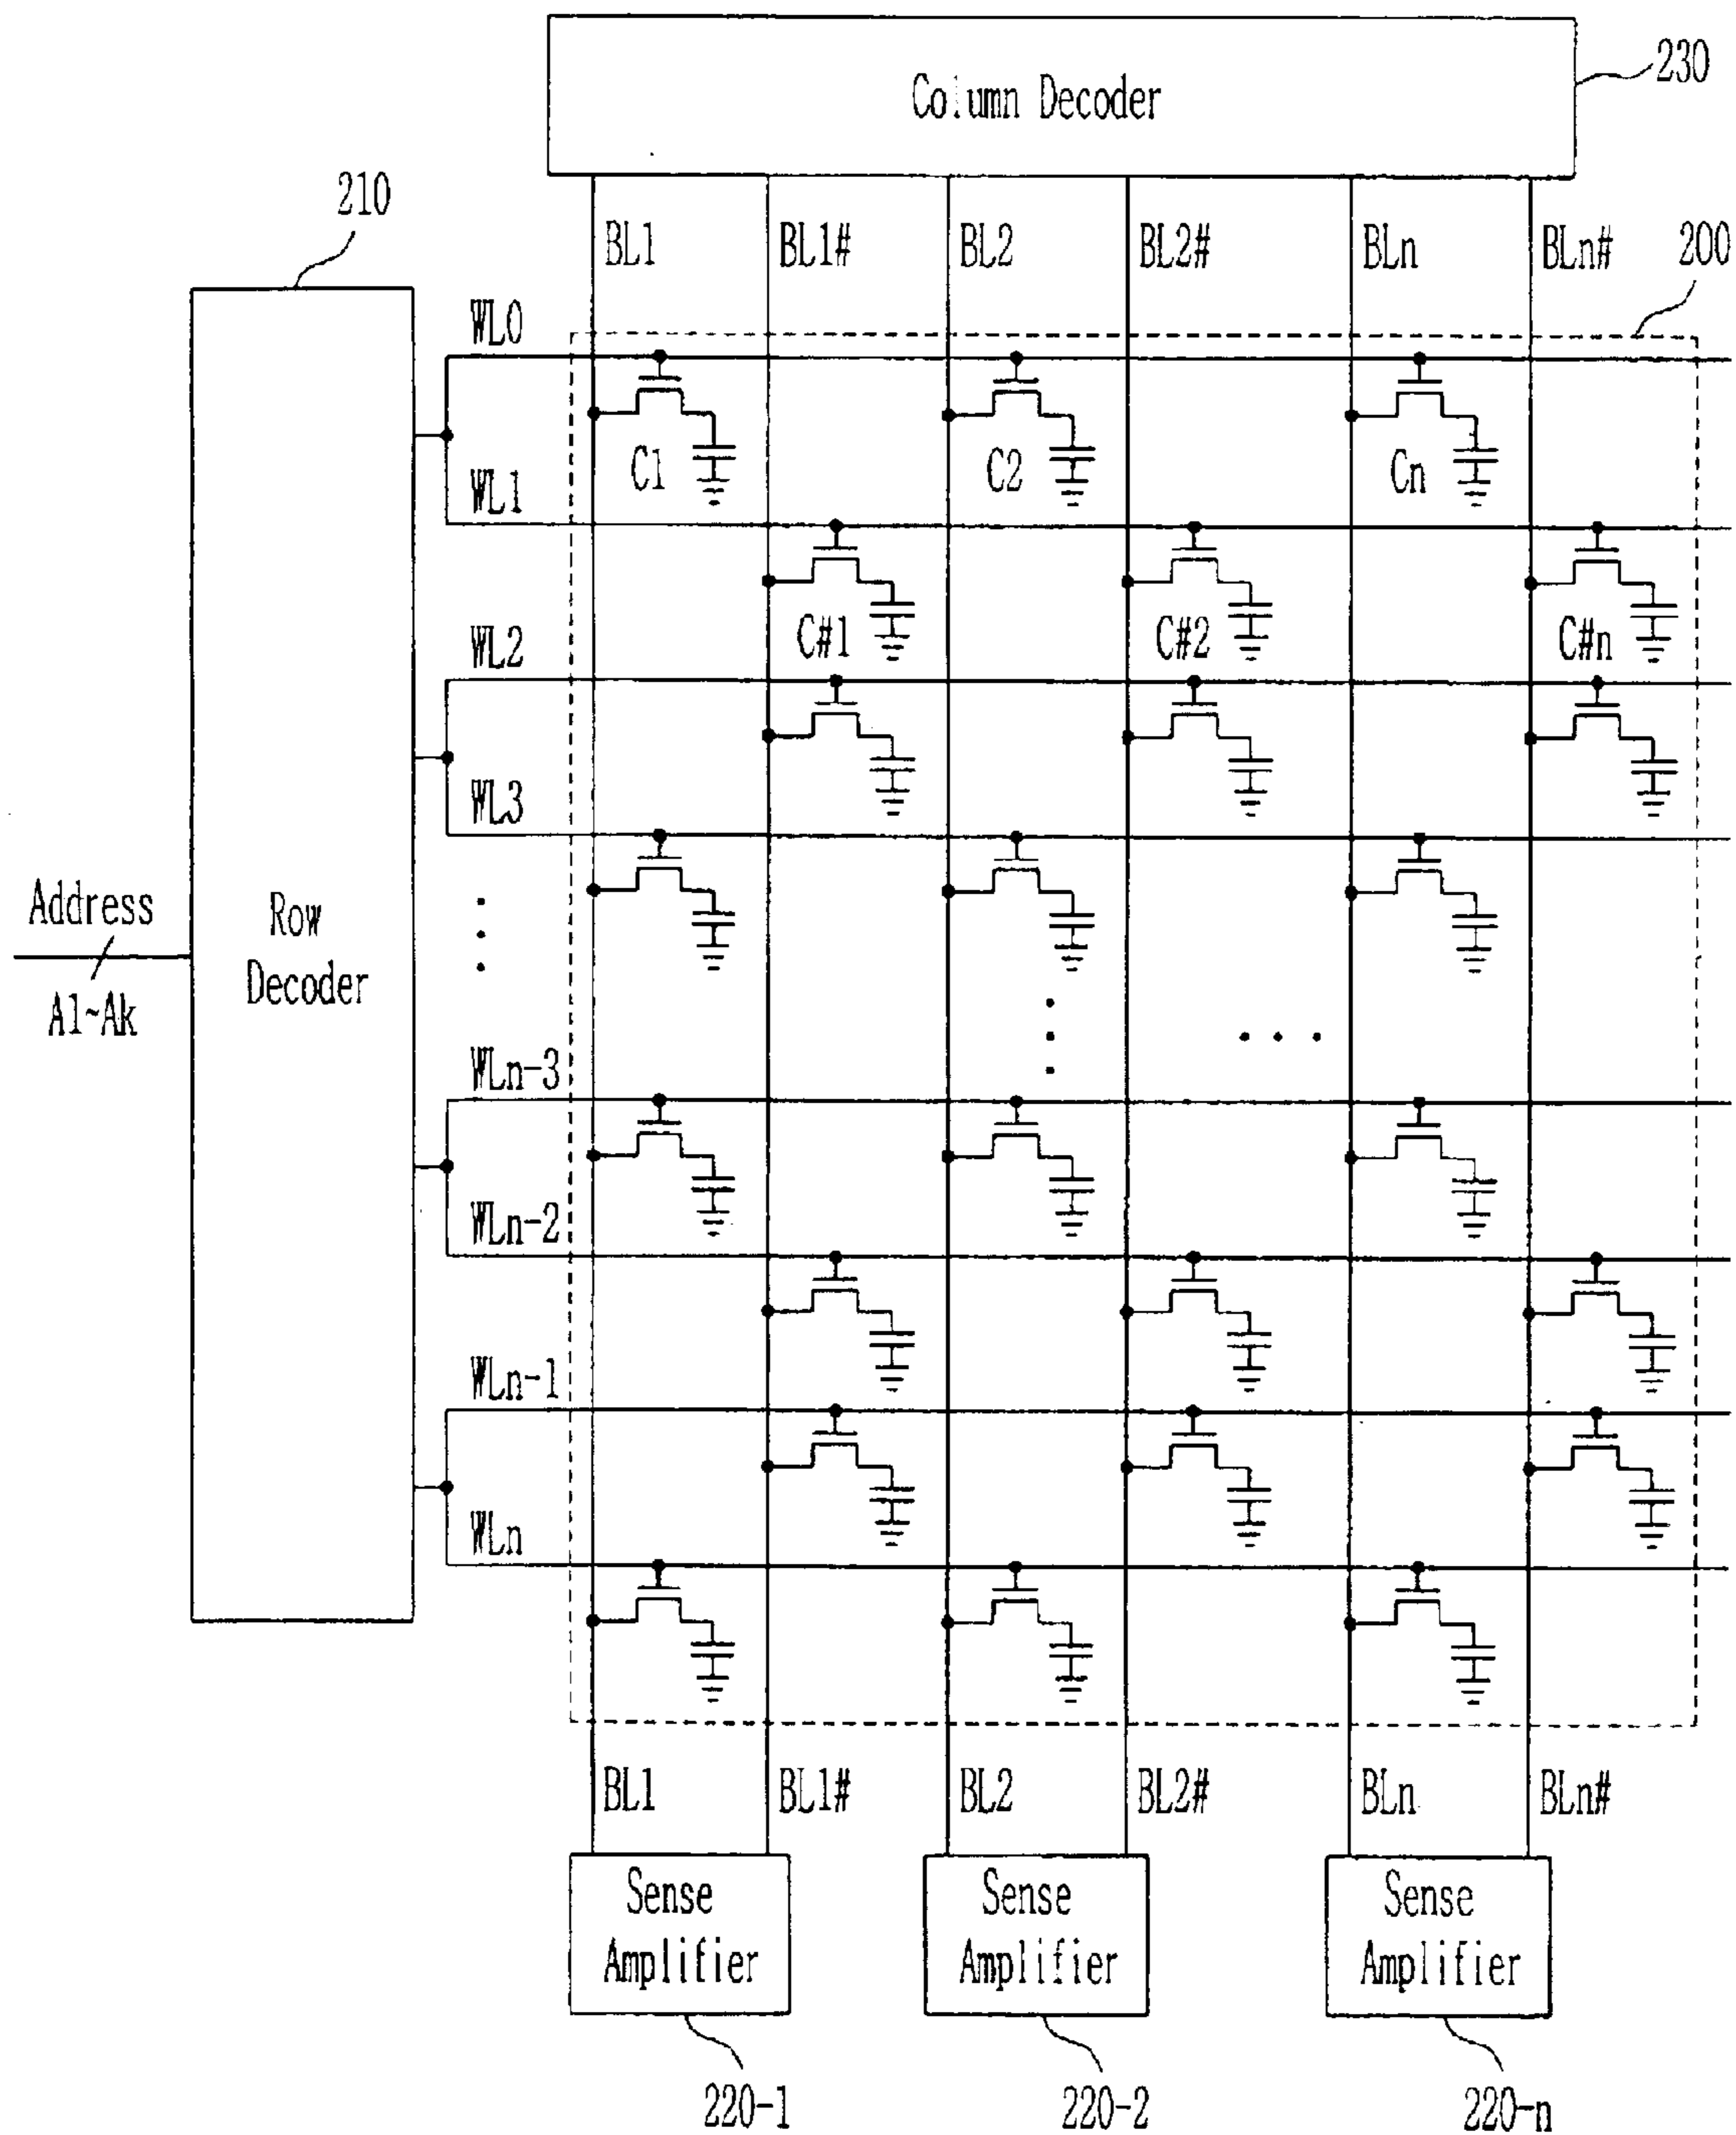 Column Decoder
230
210
BL1 BL1# BL2 BL2# BLn BLn# 200
WL0
C1 C2 Cn
WL1
C#1 C#2 C#n
WL2
WL3
Address
A1~Ak
Row
Decoder
WLn-3
WLn-2
WLn-1
WLn
BL1 BL1# BL2 BL2# BLn BLn#
Sense
Amplifier
Sense
Amplifier
Sense
Amplifier
220-1 220-2 220-n